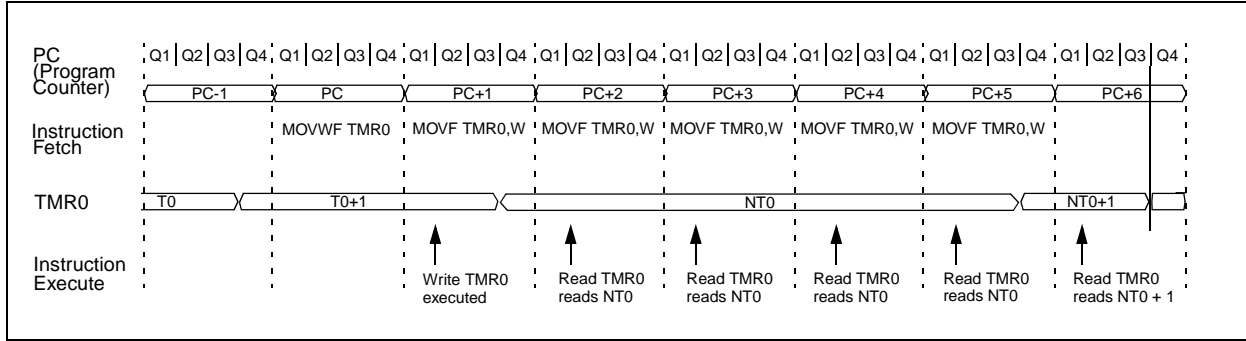 PC
(Program
Counter)
Q1 Q2 Q3 Q4 Q1 Q2 Q3 Q4 Q1 Q2 Q3 Q4 Q1 Q2 Q3 Q4 Q1 Q2 Q3 Q4 Q1 Q2 Q3 Q4 Q1 Q2 Q3 Q4 Q1 Q2 Q3 Q4
PC-1 PC PC+1 PC+2 PC+3 PC+4 PC+5 PC+6
Instruction
Fetch
MOVWF TMR0 MOVF TMR0,W MOVF TMR0,W MOVF TMR0,W MOVF TMR0,W MOVF TMR0,W
TMR0
T0 T0+1 NT0 NT0+1
Instruction
Execute
Write TMR0
executed
Read TMR0
reads NT0
Read TMR0
reads NT0
Read TMR0
reads NT0
Read TMR0
reads NT0
Read TMR0
reads NT0 + 1